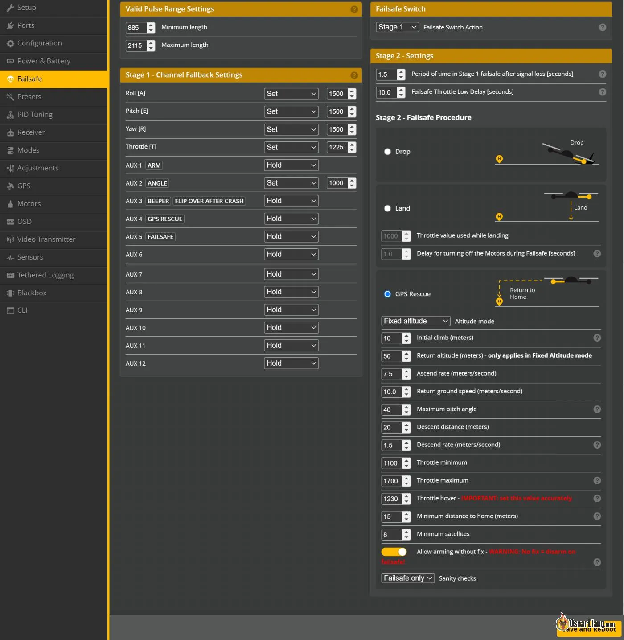 Setup
Ports
Configuration
Power & Battery
Failsafe
Presets
PID Tuning
Receiver
Modes
Adjustments
GPS
Motors
OSD
Video Transmitter
Sensors
Tethered Logging
Blackbox
CLI
Valid Pulse Range Settings
885 Minimum length
2115 Maximum length
Stage 1 - Channel Fallback Settings
Roll [A] Set 1500
Pitch [E] Set 1500
Yaw [R] Set 1500
Throttle [T] Set 1225
AUX 1 ARM Hold
AUX 2 ANGLE Set 1000
AUX 3 BEEPER FLIP OVER AFTER CRASH Hold
AUX 4 GPS RESCUE Hold
AUX 5 FAILSAFE Hold
AUX 6 Hold
AUX 7 Hold
AUX 8 Hold
AUX 9 Hold
AUX 10 Hold
AUX 11 Hold
AUX 12 Hold
Failsafe Switch
Stage 1 Failsafe Switch Action
Stage 2 - Settings
1.5 Period of time in Stage 1 failsafe after signal loss [seconds]
10.0 Failsafe Throttle Low Delay [seconds]
Stage 2 - Failsafe Procedure
Drop
Drop
Land
Land
1000 Throttle value used while landing
1.0 Delay for turning off the Motors during Failsafe [seconds]
GPS Rescue
Return to
Home
Fixed altitude Altitude mode
10 Initial climb (meters)
50 Return altitude (meters) - only applies in Fixed Altitude mode
7.5 Ascend rate (meters/second)
10.0 Return ground speed (meters/second)
40 Maximum pitch angle
20 Descent distance (meters)
1.5 Descend rate (meters/second)
1100 Throttle minimum
1700 Throttle maximum
1230 Throttle hover -
15 Minimum distance to home (meters)
8 Minimum satellites
Allow arming without fix -
Failsafe only Sanity checks
Save and Reboot